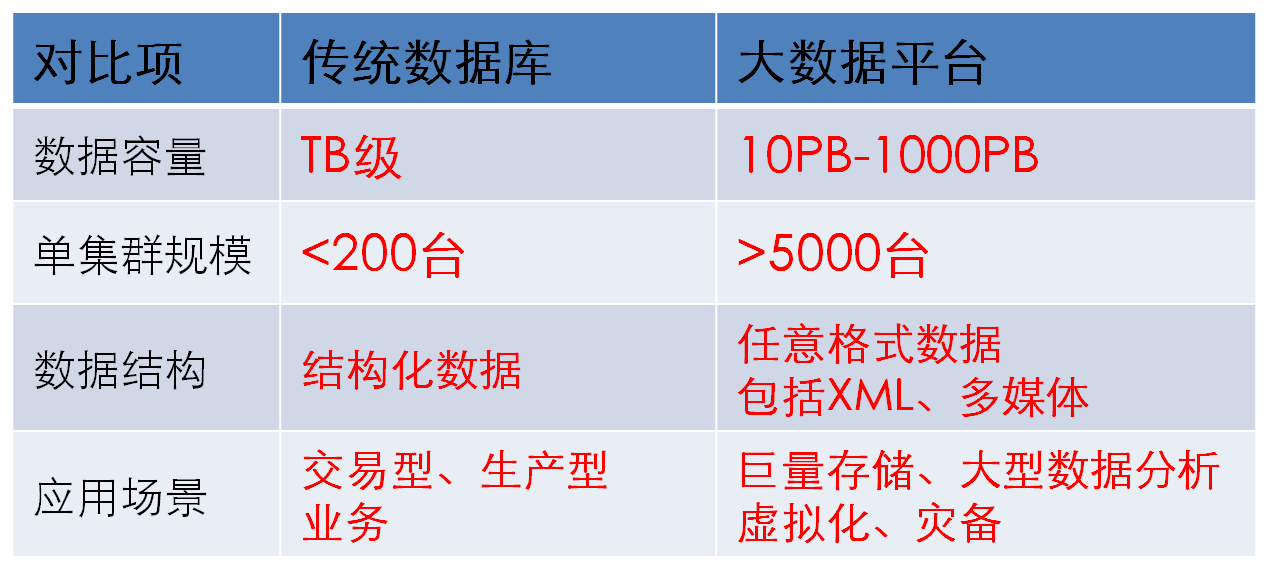 对比项 传统数据库 大数据平台
数据容量 TB级 10PB-1000PB
单集群规模 <200台 >5000台
数据结构 结构化数据 任意格式数据
包括XML、多媒体
应用场景 交易型、生产型 巨量存储、大型数据分析
业务 虚拟化、灾备